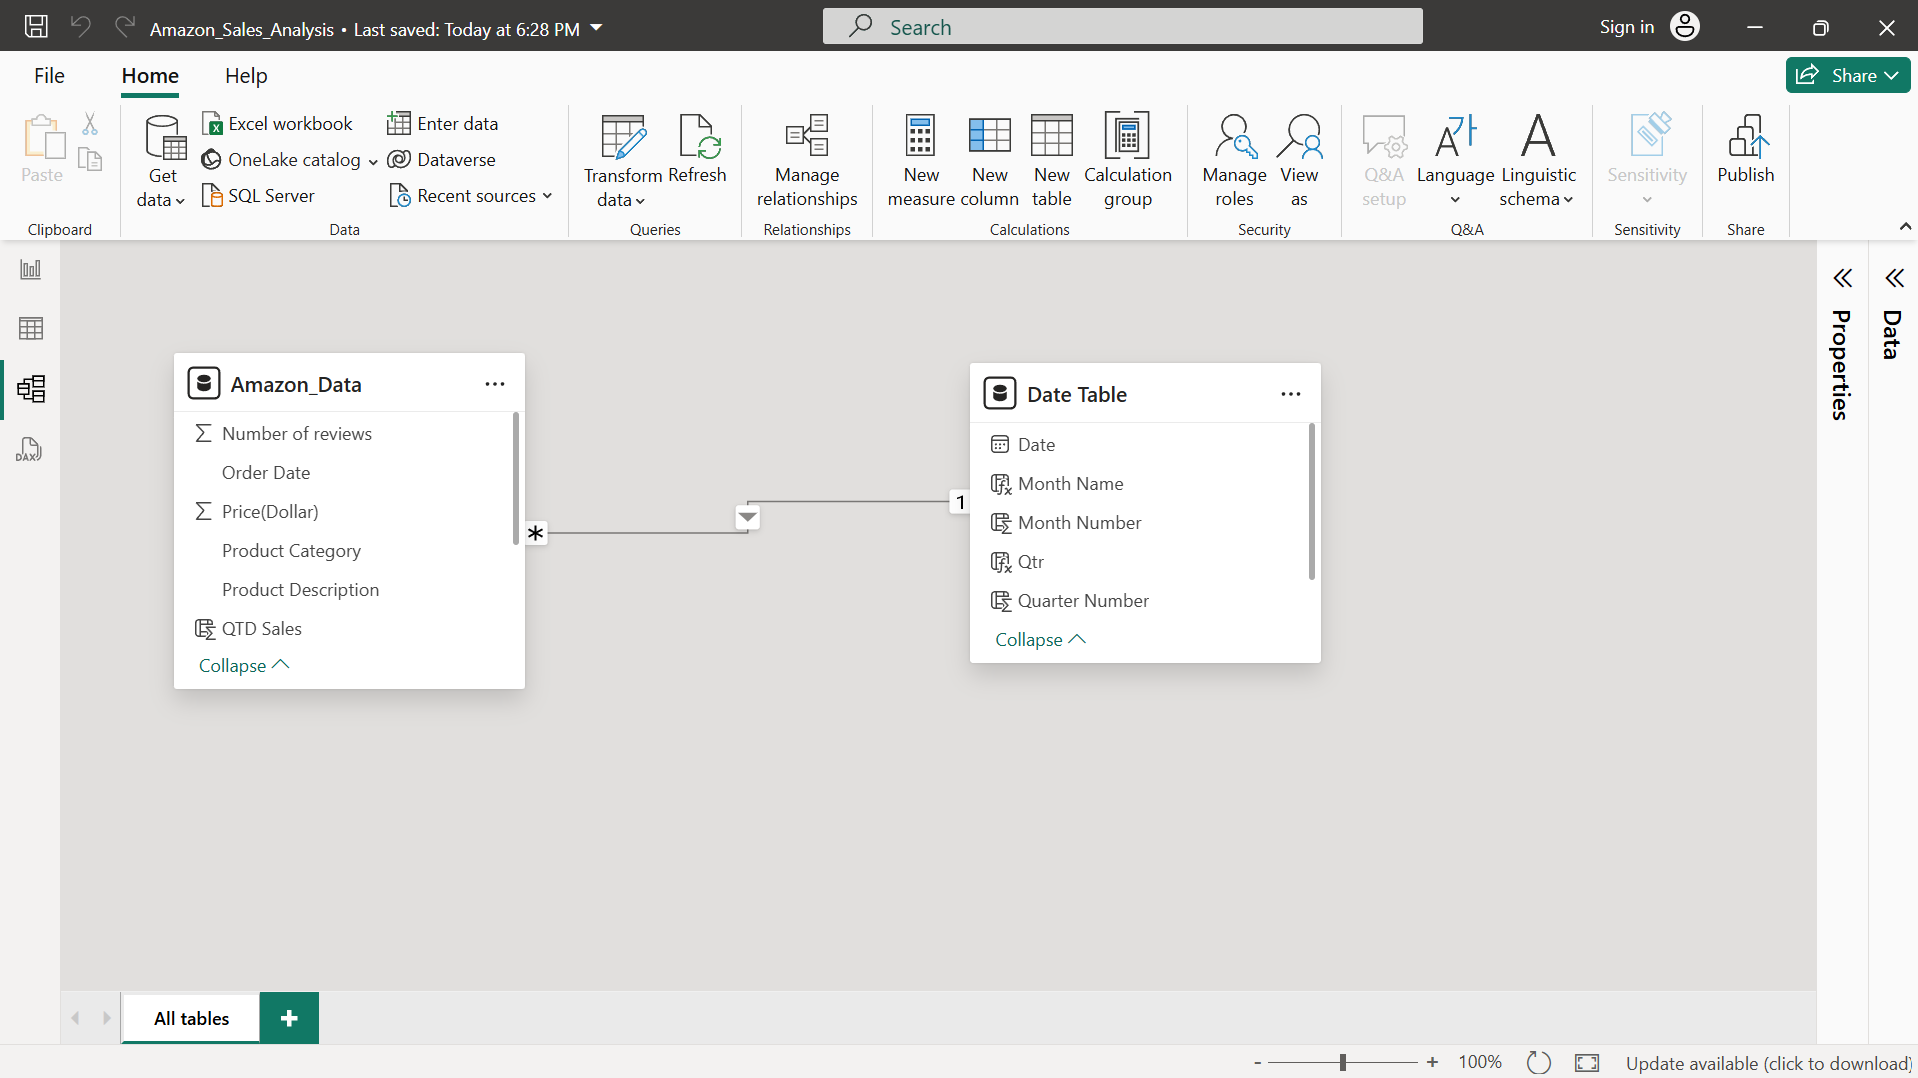 Amazon_Sales_Analysis • Last saved: Today at 6:28 PM
Search
Sign in
File
Home
Help
Share
Paste
Clipboard
Get data
Excel workbook
OneLake catalog
SQL Server
Enter data
Dataverse
Recent sources
Data
Transform data
Refresh
Queries
Manage relationships
Relationships
New measure
New column
New table
Calculation group
Calculations
Manage roles
View as
Security
Q&A setup
Language
Linguistic schema
Q&A
Sensitivity
Sensitivity
Publish
Share
DAX
Amazon_Data
Number of reviews
Order Date
Price(Dollar)
Product Category
Product Description
QTD Sales
Collapse
*
1
Date Table
Date
Month Name
Month Number
Qtr
Quarter Number
Collapse
Properties
Data
All tables
+
- + 100%
Update available (click to download)